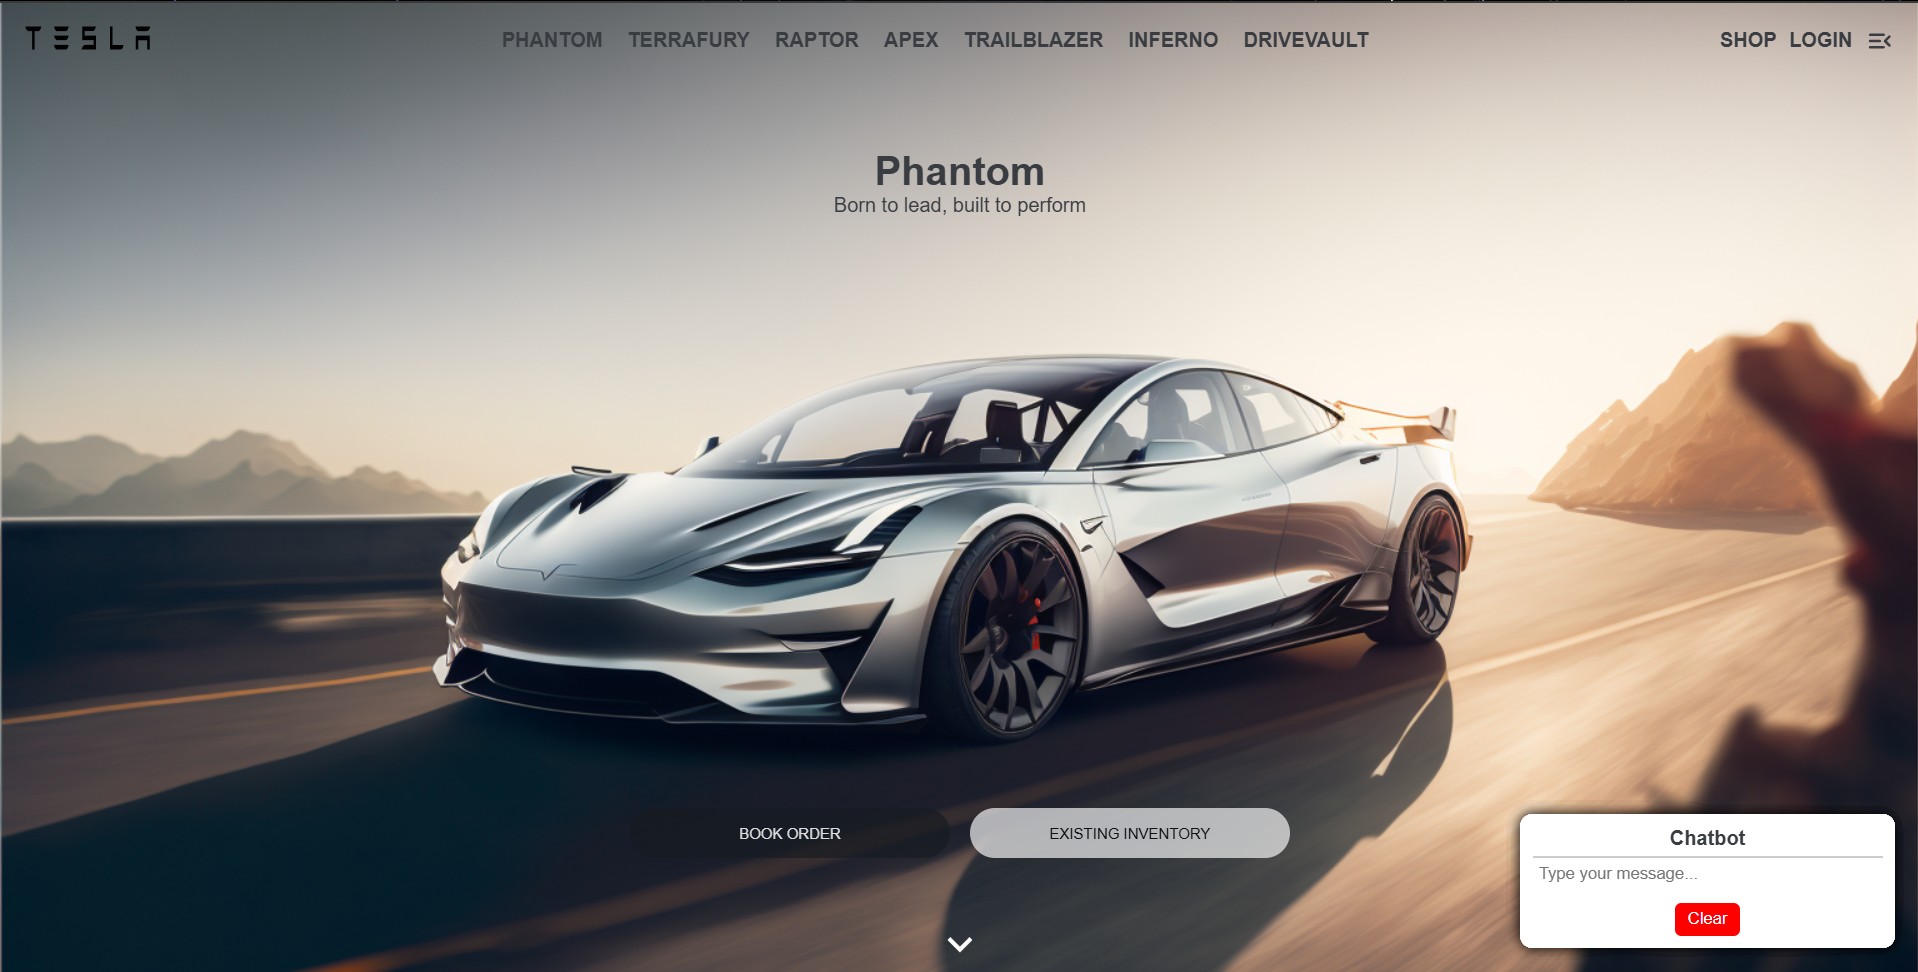 TESLA
PHANTOM TERRAFURY RAPTOR APEX TRAILBLAZER INFERNO DRIVEVAULT
SHOP LOGIN
Phantom
Born to lead, built to perform
BOOK ORDER
EXISTING INVENTORY
Chatbot
Type your message...
Clear